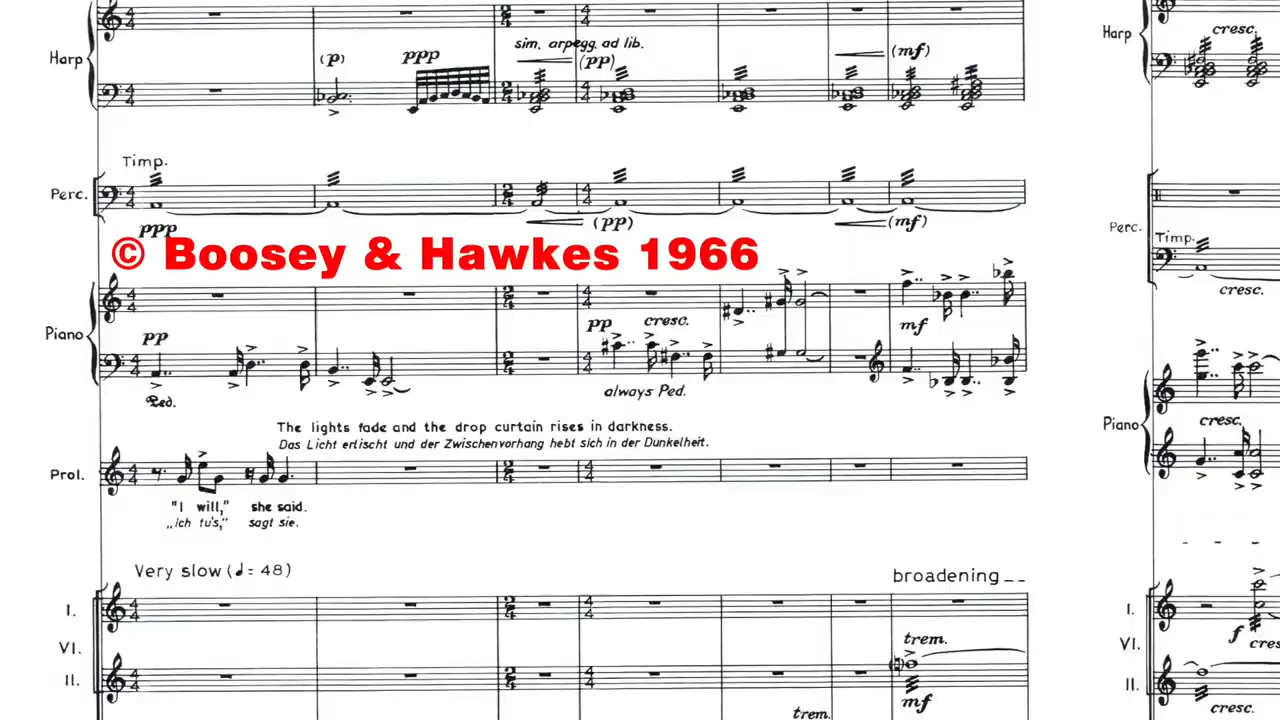 Harp
(p)
ppp
sim. arpegg. ad lib.
(pp)
(mf)
Harp
cresc.
Timp.
Perc.
ppp
(pp)
(mf)
Perc.
Timp.
cresc.
© Boosey & Hawkes 1966
Piano
pp
pp
cresc.
mf
Ped.
always Ped.
Piano
cresc.
The lights fade and the drop curtain rises in darkness.
Das Licht erlischt und der Zwischenvorhang hebt sich in der Dunkelheit.
Prol.
"I will," she said.
„ich tu's,” sagt sie.
Very slow (♩= 48)
broadening _ _
I.
VI.
II.
trem.
mf
trem.
I.
VI.
II.
f
cres
cresc.